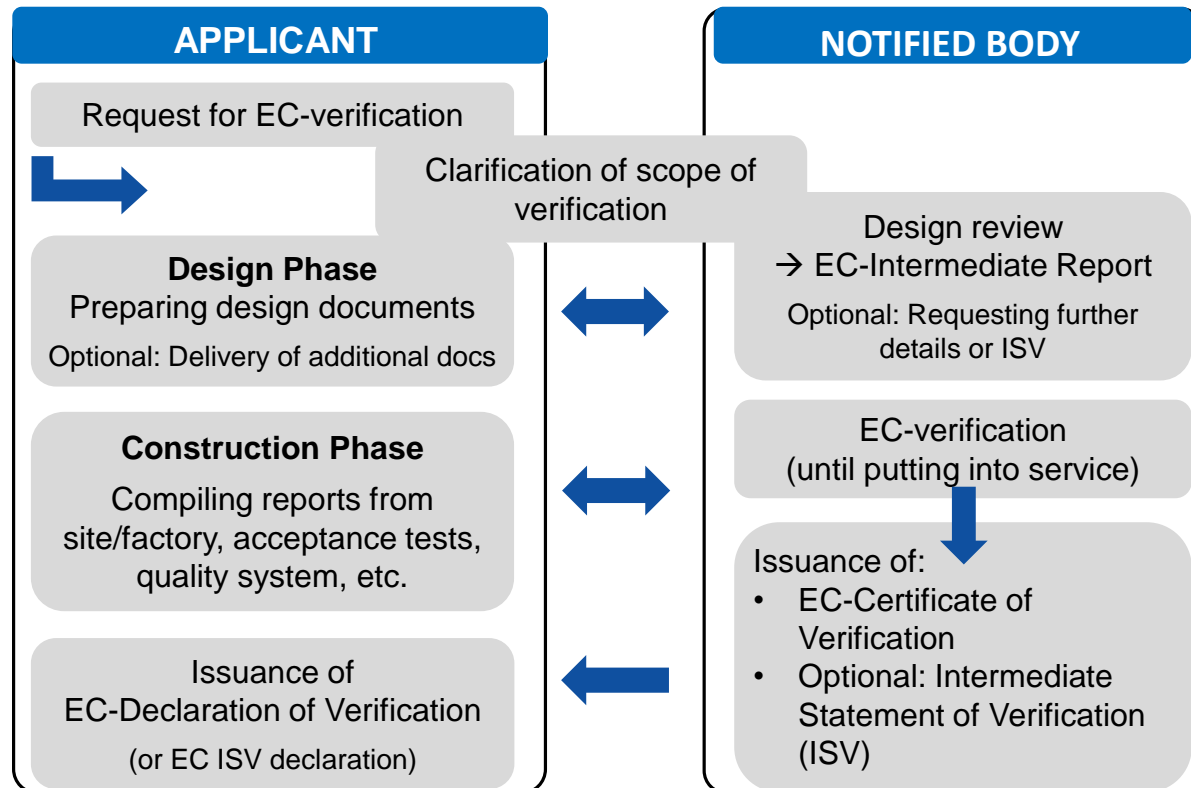 APPLICANT
Request for EC-verification
Clarification of scope of
verification
Design Phase
Preparing design documents
Optional: Delivery of additional docs
Construction Phase
Compiling reports from
site/factory, acceptance tests,
quality system, etc.
Issuance of
EC-Declaration of Verification
(or EC ISV declaration)
NOTIFIED BODY
Design review
→ EC-Intermediate Report
Optional: Requesting further
details or ISV
EC-verification
(until putting into service)
Issuance of:
• EC-Certificate of
Verification
• Optional: Intermediate
Statement of Verification
(ISV)